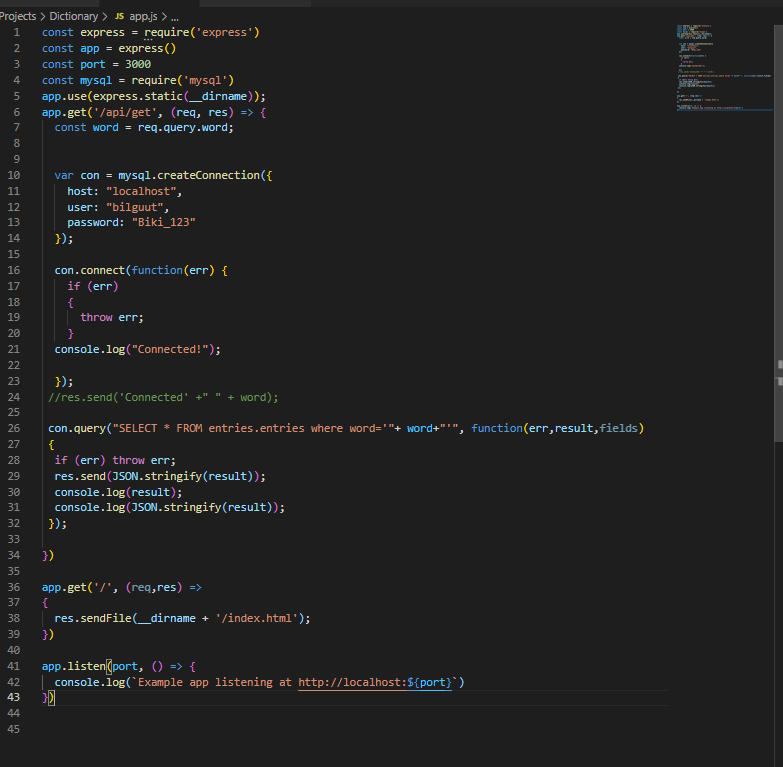 Projects > Dictionary > JS app.js > ...
1 const express = require('express')
2 const app = express()
3 const port = 3000
4 const mysql = require('mysql')
5 app.use(express.static(__dirname));
6 app.get('/api/get', (req, res) => {
7 const word = req.query.word;
8
9
10 var con = mysql.createConnection({
11 host: "localhost",
12 user: "bilguut",
13 password: "Biki_123"
14 });
15
16 con.connect(function(err) {
17 if (err)
18 {
19 throw err;
20 }
21 console.log("Connected!");
22
23 });
24 //res.send('Connected' +" " + word);
25
26 con.query("SELECT * FROM entries.entries where word='"+ word+"'", function(err,result,fields)
27 {
28 if (err) throw err;
29 res.send(JSON.stringify(result));
30 console.log(result);
31 console.log(JSON.stringify(result));
32 });
33
34 })
35
36 app.get('/', (req,res) =>
37 {
38 res.sendFile(__dirname + '/index.html');
39 })
40
41 app.listen(port, () => {
42 console.log(`Example app listening at http://localhost:${port}`)
43 })
44
45